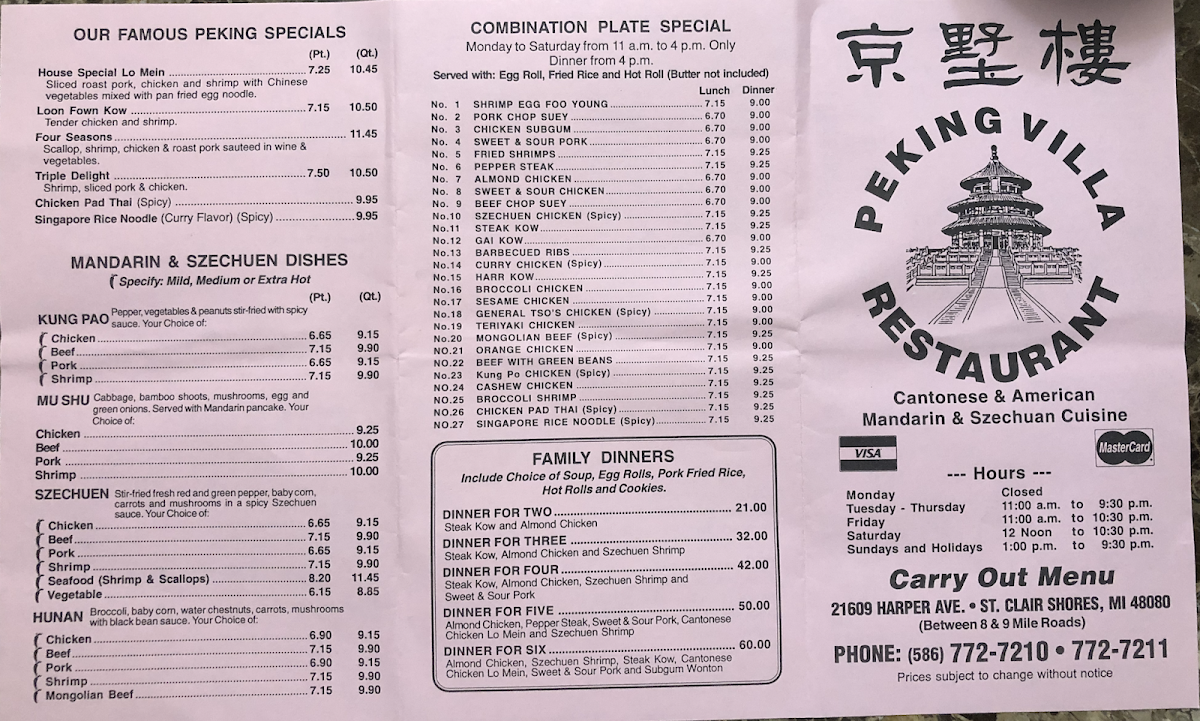 OUR FAMOUS PEKING SPECIALS
(Pt.) (Qt.)
House Special Lo Mein 7.25 10.45
Sliced roast pork, chicken and shrimp with Chinese
vegetables mixed with pan fried egg noodle.
Loon Fown Kow 7.15 10.50
Tender chicken and shrimp.
Four Seasons 11.45
Scallop, shrimp, chicken & roast pork sauteed in wine &
vegetables.
Triple Delight 7.50 10.50
Shrimp, sliced pork & chicken.
Chicken Pad Thai (Spicy) 9.95
Singapore Rice Noodle (Curry Flavor) (Spicy) 9.95
MANDARIN & SZECHUEN DISHES
Specify: Mild, Medium or Extra Hot
(Pt.) (Qt.)
KUNG PAO Pepper, vegetables & peanuts stir-fried with spicy
sauce. Your Choice of:
Chicken 6.65 9.15
Beef 7.15 9.90
Pork 6.65 9.15
Shrimp 7.15 9.90
MU SHU Cabbage, bamboo shoots, mushrooms, egg and
green onions. Served with Mandarin pancake. Your
Choice of:
Chicken 9.25
Beef 10.00
Pork 9.25
Shrimp 10.00
SZECHUEN Stir-fried fresh red and green pepper, baby corn,
carrots and mushrooms in a spicy Szechuen
sauce. Your Choice of:
Chicken 6.65 9.15
Beef 7.15 9.90
Pork 6.65 9.15
Shrimp 7.15 9.90
Seafood (Shrimp & Scallops) 8.20 11.45
Vegetable 6.15 8.85
HUNAN Broccoli, baby corn, water chestnuts, carrots, mushrooms
with black bean sauce. Your Choice of:
Chicken 6.90 9.15
Beef 7.15 9.90
Pork 6.90 9.15
Shrimp 7.15 9.90
Mongolian Beef 7.15 9.90
COMBINATION PLATE SPECIAL
Monday to Saturday from 11 a.m. to 4 p.m. Only
Dinner from 4 p.m.
Served with: Egg Roll, Fried Rice and Hot Roll (Butter not included)
Lunch Dinner
No. 1 SHRIMP EGG FOO YOUNG 7.15 9.00
No. 2 PORK CHOP SUEY 6.70 9.00
No. 3 CHICKEN SUBGUM 6.70 9.00
No. 4 SWEET & SOUR PORK 6.70 9.00
No. 5 FRIED SHRIMPS 7.15 9.25
No. 6 PEPPER STEAK 7.15 9.00
No. 7 ALMOND CHICKEN 6.70 9.00
No. 8 SWEET & SOUR CHICKEN 6.70 9.00
No. 9 BEEF CHOP SUEY 6.70 9.00
No.10 SZECHUEN CHICKEN (Spicy) 7.15 9.25
No.11 STEAK KOW 7.15 9.25
No.12 GAI KOW 6.70 9.00
No.13 BARBECUED RIBS 7.15 9.25
No.14 CURRY CHICKEN (Spicy) 7.15 9.00
No.15 HARR KOW 7.15 9.25
No.16 BROCCOLI CHICKEN 7.15 9.00
No.17 SESAME CHICKEN 7.15 9.00
No.18 GENERAL TSO'S CHICKEN (Spicy) 7.15 9.00
No.19 TERIYAKI CHICKEN 7.15 9.00
No.20 MONGOLIAN BEEF (Spicy) 7.15 9.25
NO.21 ORANGE CHICKEN 7.15 9.00
NO.22 BEEF WITH GREEN BEANS 7.15 9.25
No.23 Kung Po CHICKEN (Spicy) 7.15 9.25
NO.24 CASHEW CHICKEN 7.15 9.25
NO.25 BROCCOLI SHRIMP 7.15 9.25
NO.26 CHICKEN PAD THAI (Spicy) 7.15 9.25
NO.27 SINGAPORE RICE NOODLE (Spicy) 7.15 9.25
FAMILY DINNERS
Include Choice of Soup, Egg Rolls, Pork Fried Rice,
Hot Rolls and Cookies.
DINNER FOR TWO 21.00
Steak Kow and Almond Chicken
DINNER FOR THREE 32.00
Steak Kow, Almond Chicken and Szechuen Shrimp
DINNER FOR FOUR 42.00
Steak Kow, Almond Chicken, Szechuen Shrimp and
Sweet & Sour Pork
DINNER FOR FIVE 50.00
Almond Chicken, Pepper Steak, Sweet & Sour Pork, Cantonese
Chicken Lo Mein and Szechuen Shrimp
DINNER FOR SIX 60.00
Almond Chicken, Szechuen Shrimp, Steak Kow, Cantonese
Chicken Lo Mein, Sweet & Sour Pork and Subgum Wonton
京墅樓
PEKING VILLA
RESTAURANT
Cantonese & American
Mandarin & Szechuan Cuisine
VISA
MasterCard
--- Hours ---
Monday Closed
Tuesday - Thursday 11:00 a.m. to 9:30 p.m.
Friday 11:00 a.m. to 10:30 p.m.
Saturday 12 Noon to 10:30 p.m.
Sundays and Holidays 1:00 p.m. to 9:30 p.m.
Carry Out Menu
21609 HARPER AVE. • ST. CLAIR SHORES, MI 48080
(Between 8 & 9 Mile Roads)
PHONE: (586) 772-7210 • 772-7211
Prices subject to change without notice